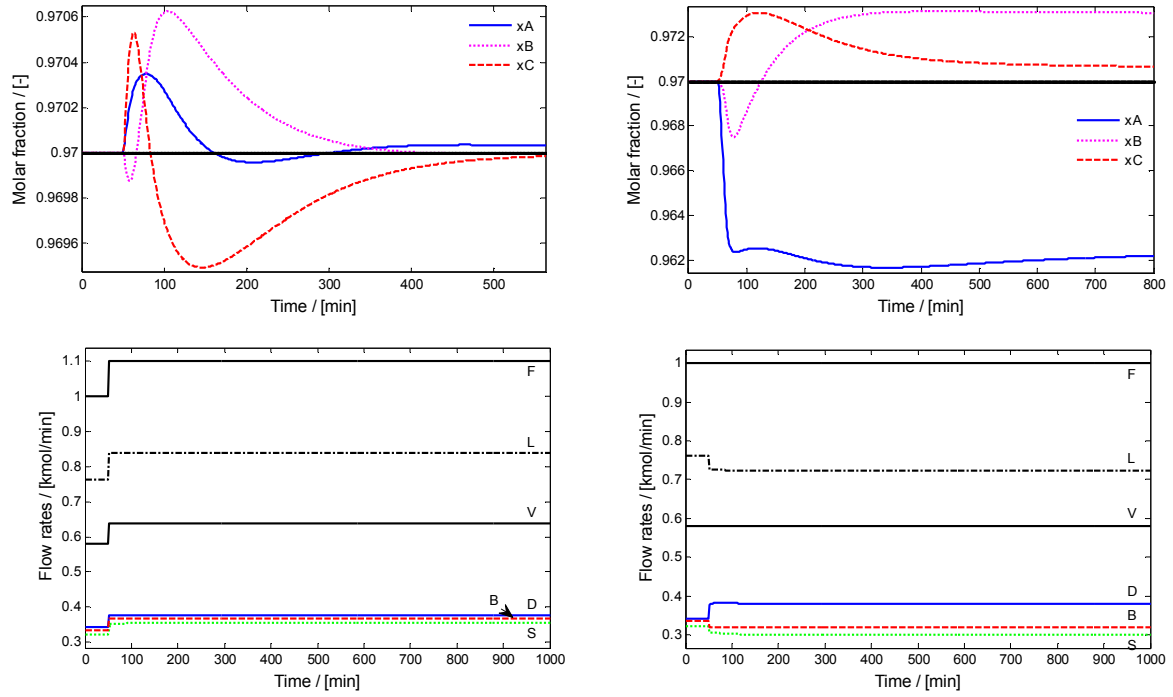 0.9706
0.9704
0.9702
0.97
0.9698
0.9696
Molar fraction / [-]
xA
xB
xC
0 100 200 300 400 500
Time / [min]
0.972
0.97
0.968
0.966
0.964
0.962
Molar fraction / [-]
xA
xB
xC
0 100 200 300 400 500 600 700 800
Time / [min]
1.1
1
0.9
0.8
0.7
0.6
0.5
0.4
0.3
Flow rates / [kmol/min]
F
L
V
B
D
S
0 100 200 300 400 500 600 700 800 900 1000
Time / [min]
1
0.9
0.8
0.7
0.6
0.5
0.4
0.3
Flow rates / [kmol/min]
F
L
V
D
B
S
0 100 200 300 400 500 600 700 800 900 1000
Time / [min]